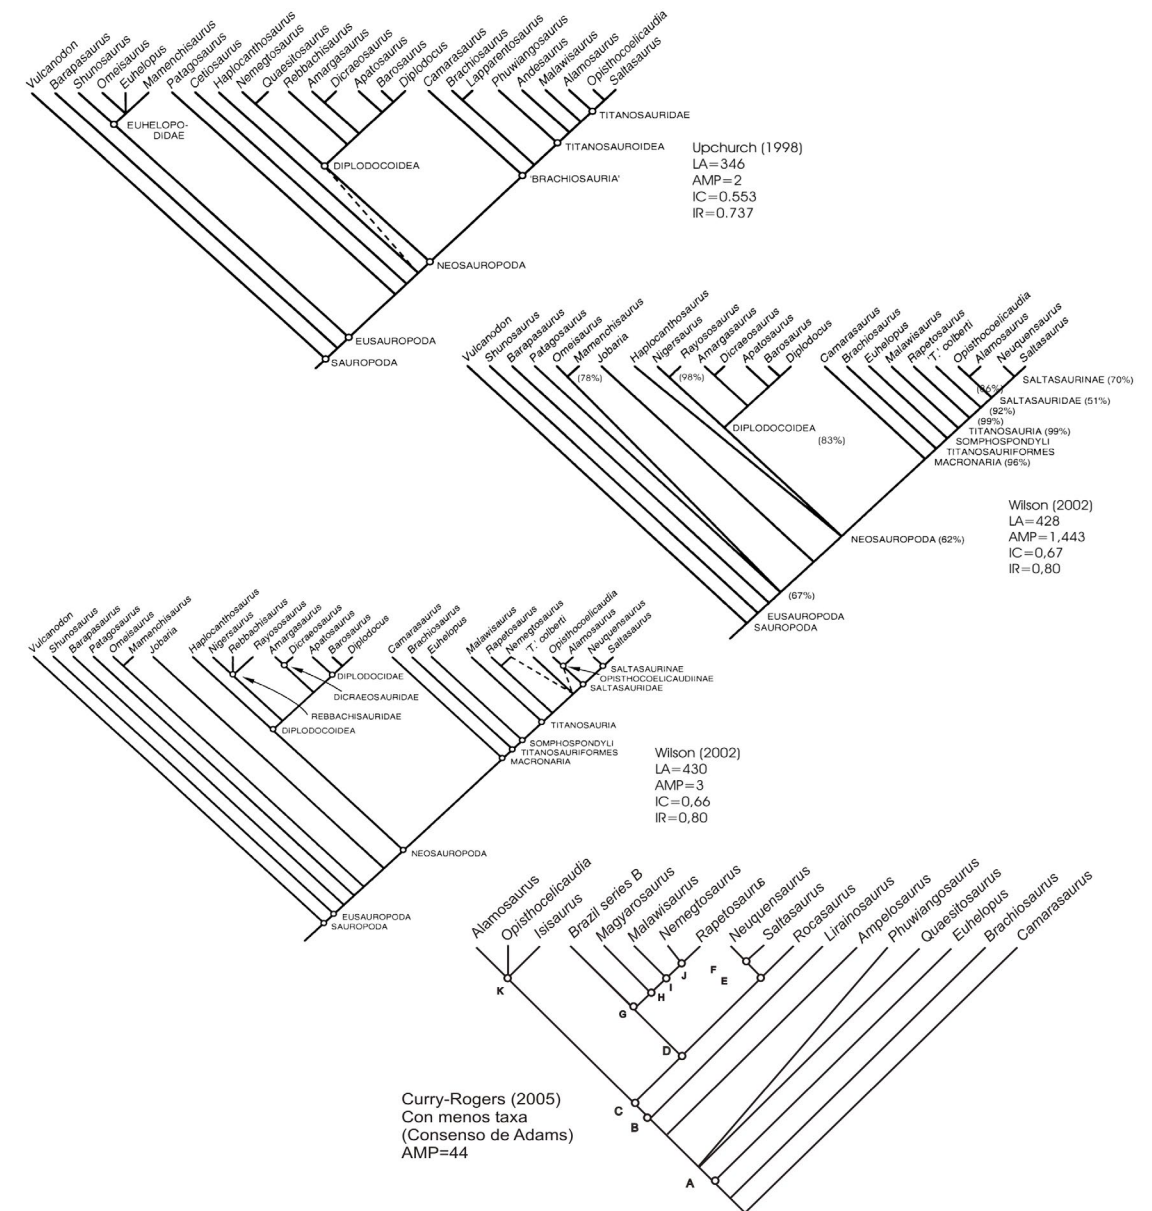 Vulcanodon
Barapasaurus
Shunosaurus
Omeisaurus
Euhelopus
Mamenchisaurus
Patagosaurus
Cetiosaurus
Haplocanthosaurus
Nemegtosaurus
Quaesitosaurus
Rebbachisaurus
Amargasaurus
Dicraeosaurus
Apatosaurus
Barosaurus
Diplodocus
Camarasaurus
Brachiosaurus
Lapparentosaurus
Phuwiangosaurus
Andesaurus
Malawisaurus
Alamosaurus
Opisthocoelicaudia
Saltasaurus
EUHELOPO-
DIDAE
TITANOSAURIDAE
TITANOSAUROIDEA
DIPLODOCOIDEA
'BRACHIOSAURIA'
NEOSAUROPODA
EUSAUROPODA
SAUROPODA
Upchurch (1998)
LA=346
AMP=2
IC=0.553
IR=0.737
Vulcanodon
Shunosaurus
Barapasaurus
Patagosaurus
Omeisaurus
Mamenchisaurus
Jobaria
Haplocanthosaurus
Nigersaurus
Rayososaurus
Amargasaurus
Dicraeosaurus
Apatosaurus
Barosaurus
Diplodocus
Camarasaurus
Brachiosaurus
Euhelopus
Malawisaurus
Rapetosaurus
'T.' colberti
Opisthocoelicaudia
Alamosaurus
Neuquensaurus
Saltasaurus
(78%)
(98%)
SALTASAURINAE (70%)
(86%)
SALTASAURIDAE (51%)
(92%)
(99%)
TITANOSAURIA (99%)
SOMPHOSPONDYLI
TITANOSAURIFORMES
MACRONARIA (96%)
DIPLODOCOIDEA
(83%)
NEOSAUROPODA (62%)
(67%)
EUSAUROPODA
SAUROPODA
Wilson (2002)
LA=428
AMP=1,443
IC=0,67
IR=0,80
Vulcanodon
Shunosaurus
Barapasaurus
Patagosaurus
Omeisaurus
Mamenchisaurus
Jobaria
Haplocanthosaurus
Nigersaurus
Rebbachisaurus
Rayososaurus
Amargasaurus
Dicraeosaurus
Apatosaurus
Barosaurus
Diplodocus
Camarasaurus
Brachiosaurus
Euhelopus
Malawisaurus
Rapetosaurus
Nemegtosaurus
'T.' colberti
Opisthocoelicaudia
Alamosaurus
Neuquensaurus
Saltasaurus
SALTASAURINAE
OPISTHOCOELICAUDIINAE
SALTASAURIDAE
DIPLODOCIDAE
DICRAEOSAURIDAE
REBBACHISAURIDAE
DIPLODOCOIDEA
TITANOSAURIA
SOMPHOSPONDYLI
TITANOSAURIFORMES
MACRONARIA
NEOSAUROPODA
EUSAUROPODA
SAUROPODA
Wilson (2002)
LA=430
AMP=3
IC=0,66
IR=0,80
Alamosaurus
Opisthocelicaudia
Isisaurus
Brazil series B
Magyarosaurus
Malawisaurus
Nemegtosaurus
Rapetosaurus
Neuquensaurus
Saltasaurus
Rocasaurus
Lirainosaurus
Ampelosaurus
Phuwiangosaurus
Quaesitosaurus
Euhelopus
Brachiosaurus
Camarasaurus
K
J
I
H
G
F
E
D
C
B
A
Curry-Rogers (2005)
Con menos taxa
(Consenso de Adams)
AMP=44